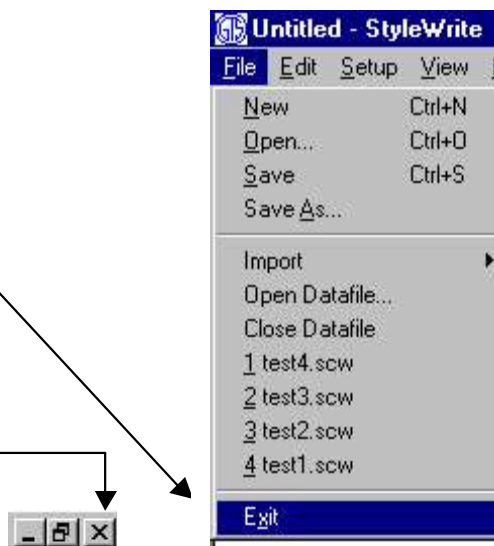 GIS Untitled - StyleWrite
File Edit Setup View
New Ctrl+N
Open... Ctrl+O
Save Ctrl+S
Save As...
Import
Open Datafile...
Close Datafile
1 test4.scw
2 test3.scw
3 test2.scw
4 test1.scw
Exit